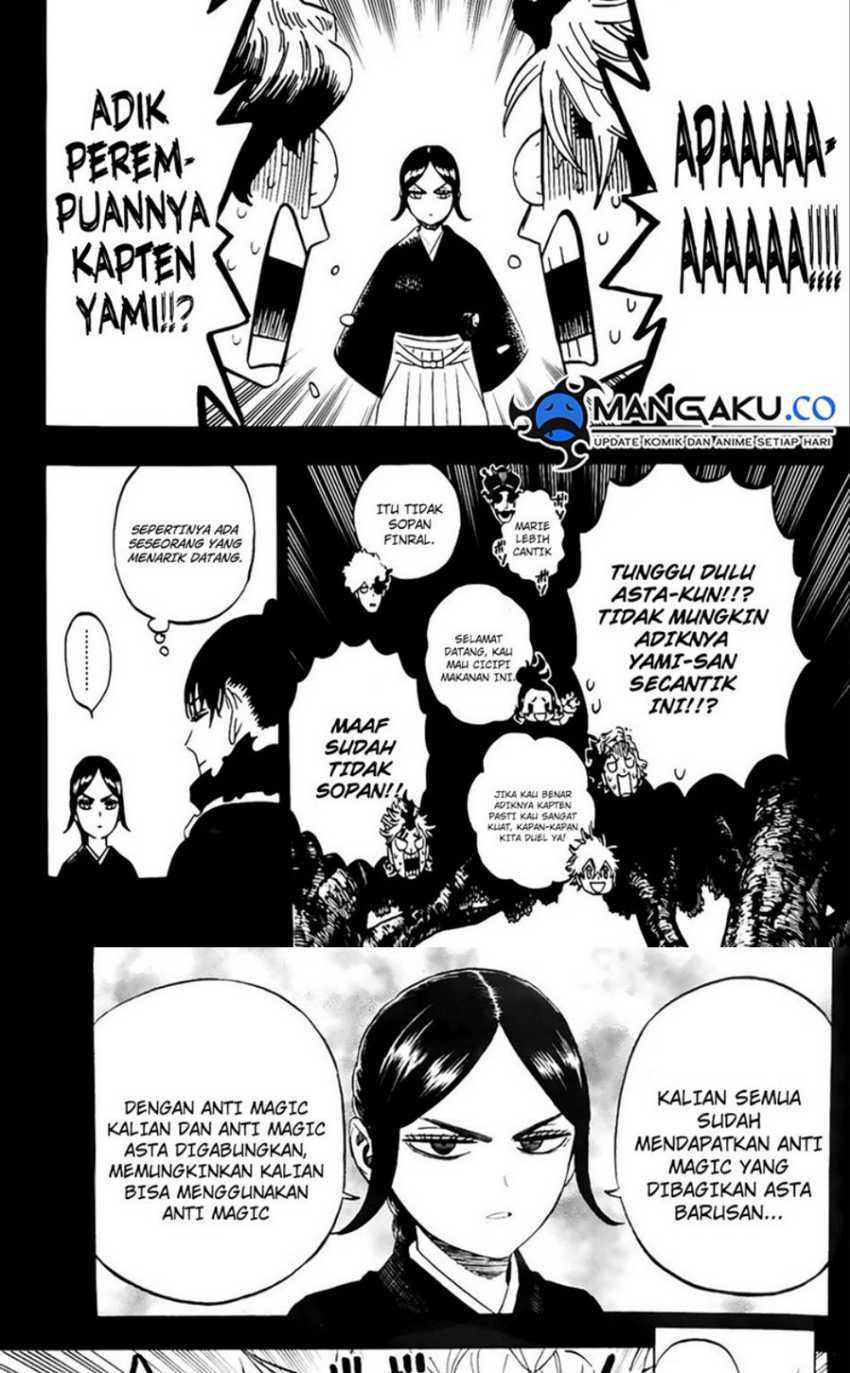 APAAAAA-
AAAAAA!!!!
ADIK
PEREM-
PUANNYA
KAPTEN
YAMI!!!?
MANGAKU.CO
UPDATE KOMIK DAN ANIME SETIAP HARI
TUNGGU DULU
ASTA-KUN!!?
TIDAK MUNGKIN
ADIKNYA
YAMI-SAN
SECANTIK
INI!!?
MARIE
LEBIH
CANTIK
ITU TIDAK
SOPAN
FINRAL.
SELAMAT
DATANG, KAU
MAU CICIPI
MAKANAN INI.
JIKA KAU BENAR
ADIKNYA KAPTEN
PASTI KAU SANGAT
KUAT, KAPAN-KAPAN
KITA DUEL YA!
MAAF
SUDAH
TIDAK
SOPAN!!
SEPERTINYA ADA
SESEORANG YANG
MENARIK DATANG.
.........
KALIAN SEMUA
SUDAH
MENDAPATKAN ANTI
MAGIC YANG
DIBAGIKAN ASTA
BARUSAN...
DENGAN ANTI MAGIC
KALIAN DAN ANTI MAGIC
ASTA DIGABUNGKAN,
MEMUNGKINKAN KALIAN
BISA MENGGUNAKAN
ANTI MAGIC